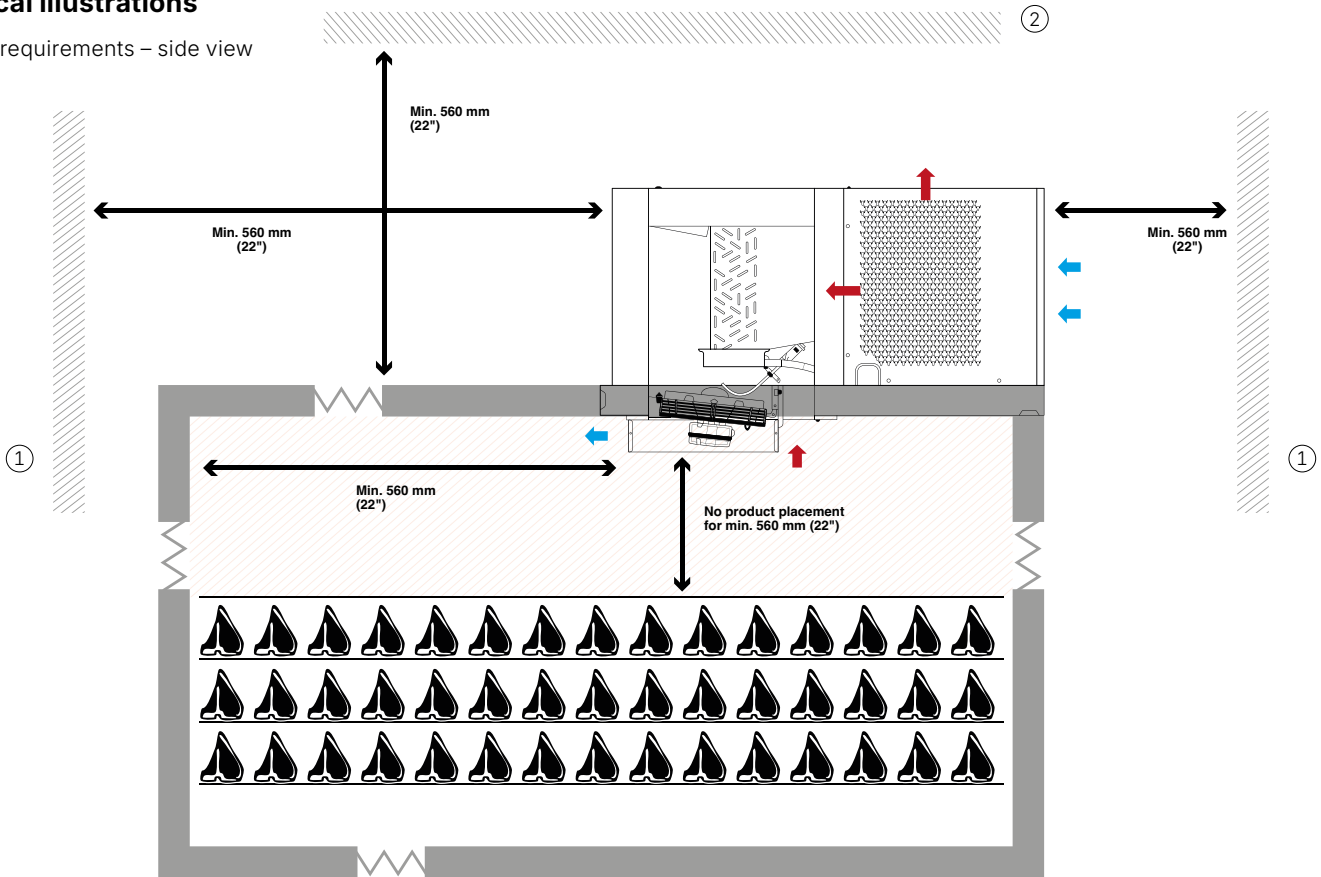 cal illustrations
requirements – side view
2
Min. 560 mm
(22")
Min. 560 mm
(22")
Min. 560 mm
(22")
1
1
Min. 560 mm
(22")
No product placement
for min. 560 mm (22")